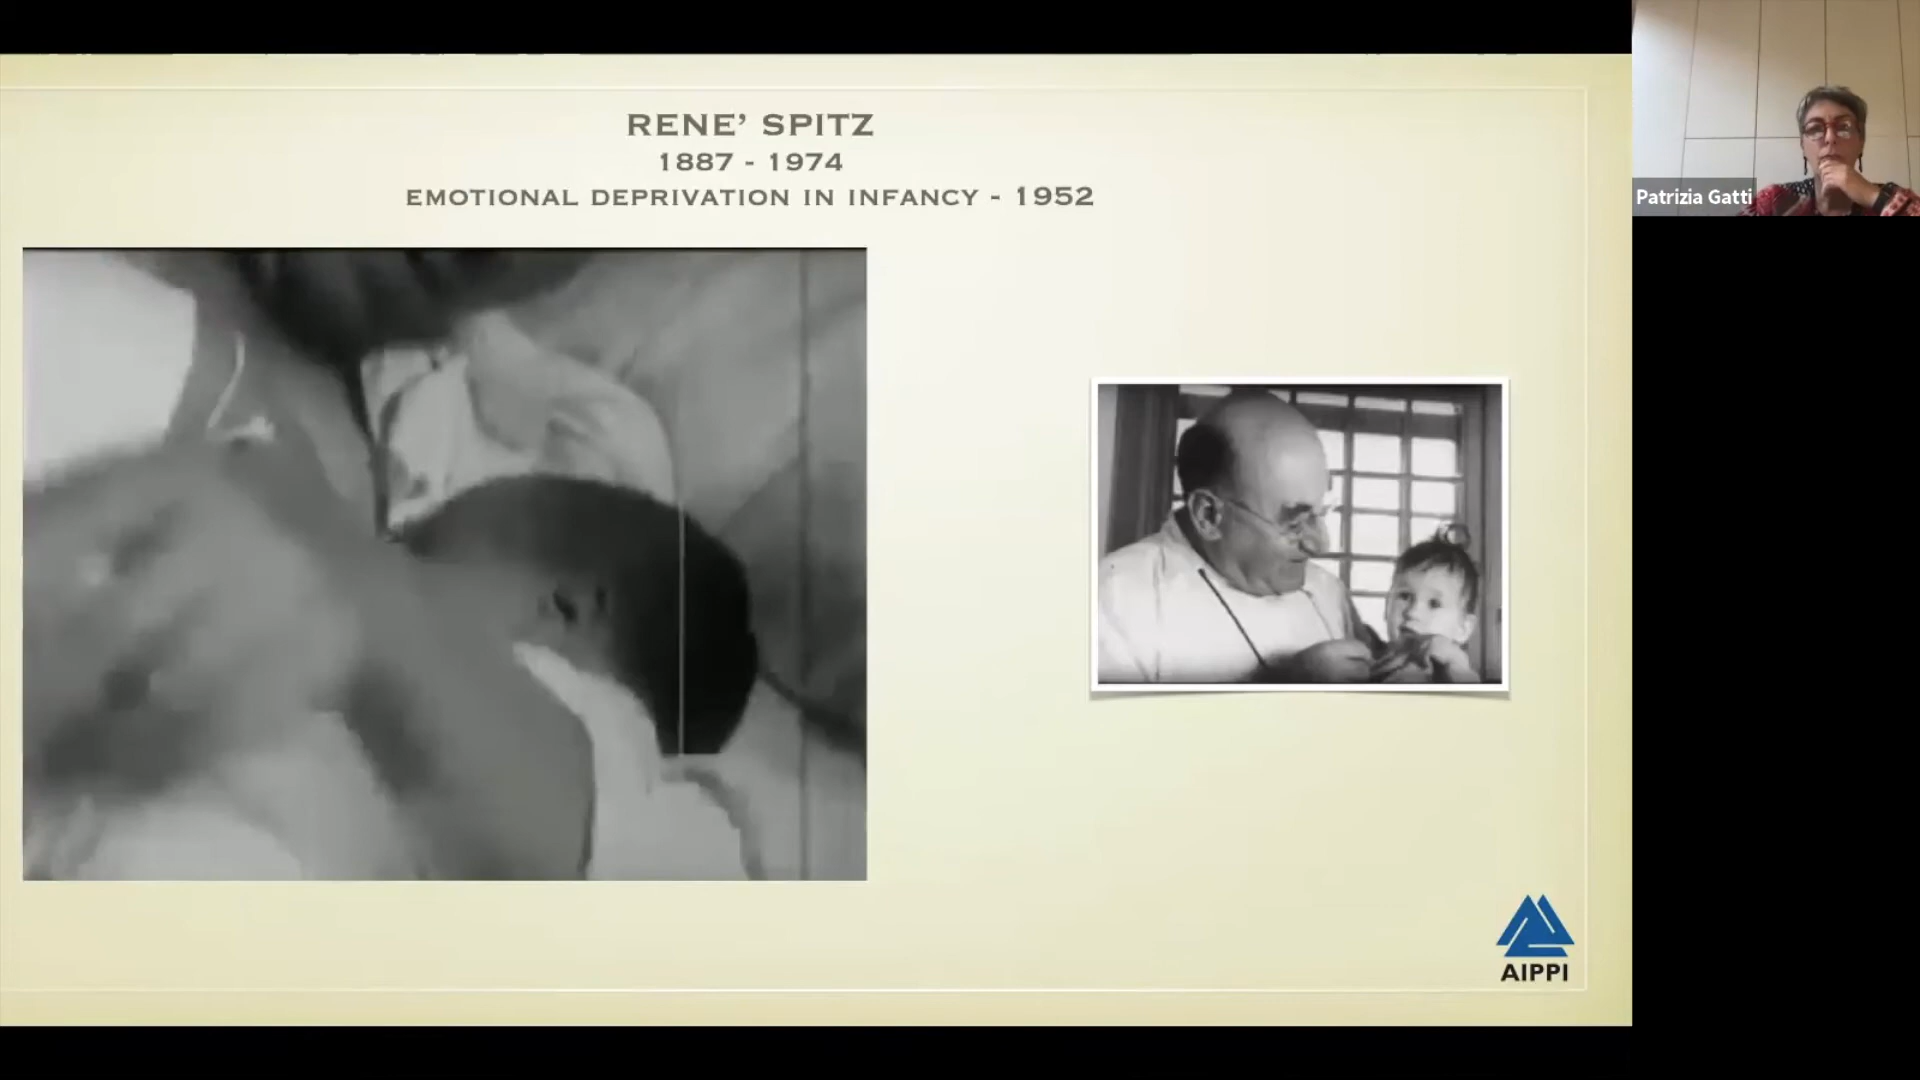 RENE’ SPITZ
1887 - 1974
EMOTIONAL DEPRIVATION IN INFANCY - 1952
Patrizia Gatti
AIPPI